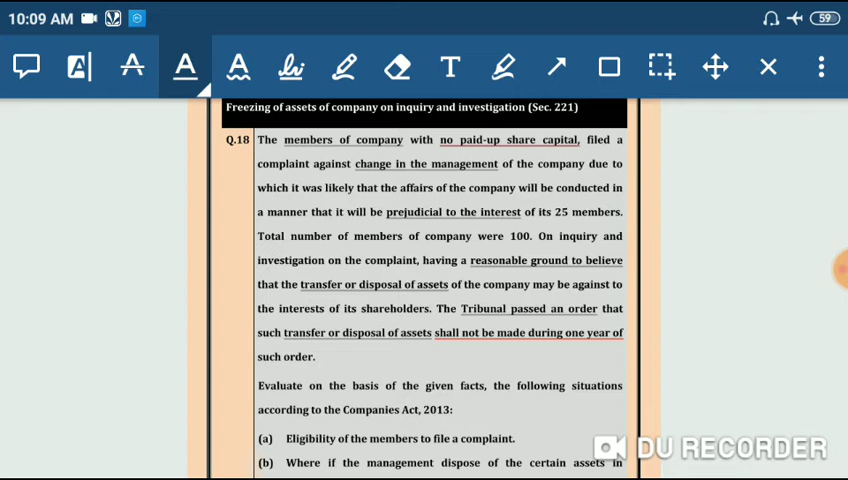 10:09 AM
59
A
A
A
A
T
Freezing of assets of company on inquiry and investigation (Sec. 221)
Q.18 The members of company with no paid-up share capital, filed a
complaint against change in the management of the company due to
which it was likely that the affairs of the company will be conducted in
a manner that it will be prejudicial to the interest of its 25 members.
Total number of members of company were 100. On inquiry and
investigation on the complaint, having a reasonable ground to believe
that the transfer or disposal of assets of the company may be against to
the interests of its shareholders. The Tribunal passed an order that
such transfer or disposal of assets shall not be made during one year of
such order.
Evaluate on the basis of the given facts, the following situations
according to the Companies Act, 2013:
(a) Eligibility of the members to file a complaint.
(b) Where if the management dispose of the certain assets in
DU RECORDER